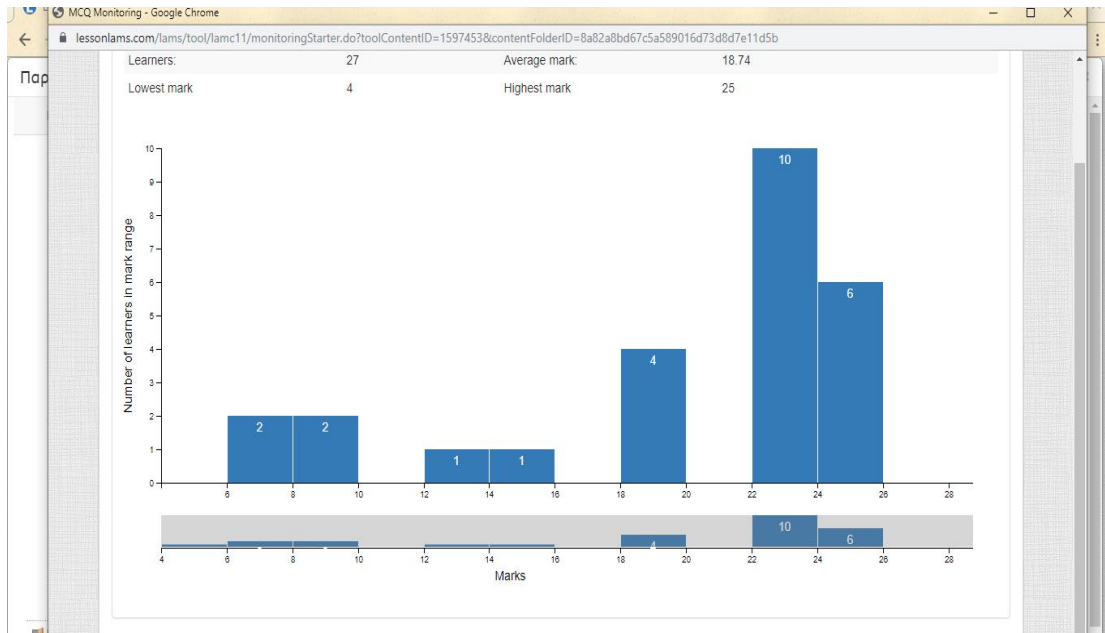 MCQ Monitoring - Google Chrome
lessonlams.com/lams/tool/lamc11/monitoringStarter.do?toolContentID=1597453&contentFolderID=8a82a8bd67c5a589016d73d8d7e11d5b
Παρ
Learners: 27 Average mark: 18.74
Lowest mark 4 Highest mark 25
Number of learners in mark range
10
9
8
7
6
5
4
3
2
1
0
2 2 1 1 4 10 6
6 8 10 12 14 16 18 20 22 24 26 28
4 10 6
4 6 8 10 12 14 16 18 20 22 24 26 28
Marks